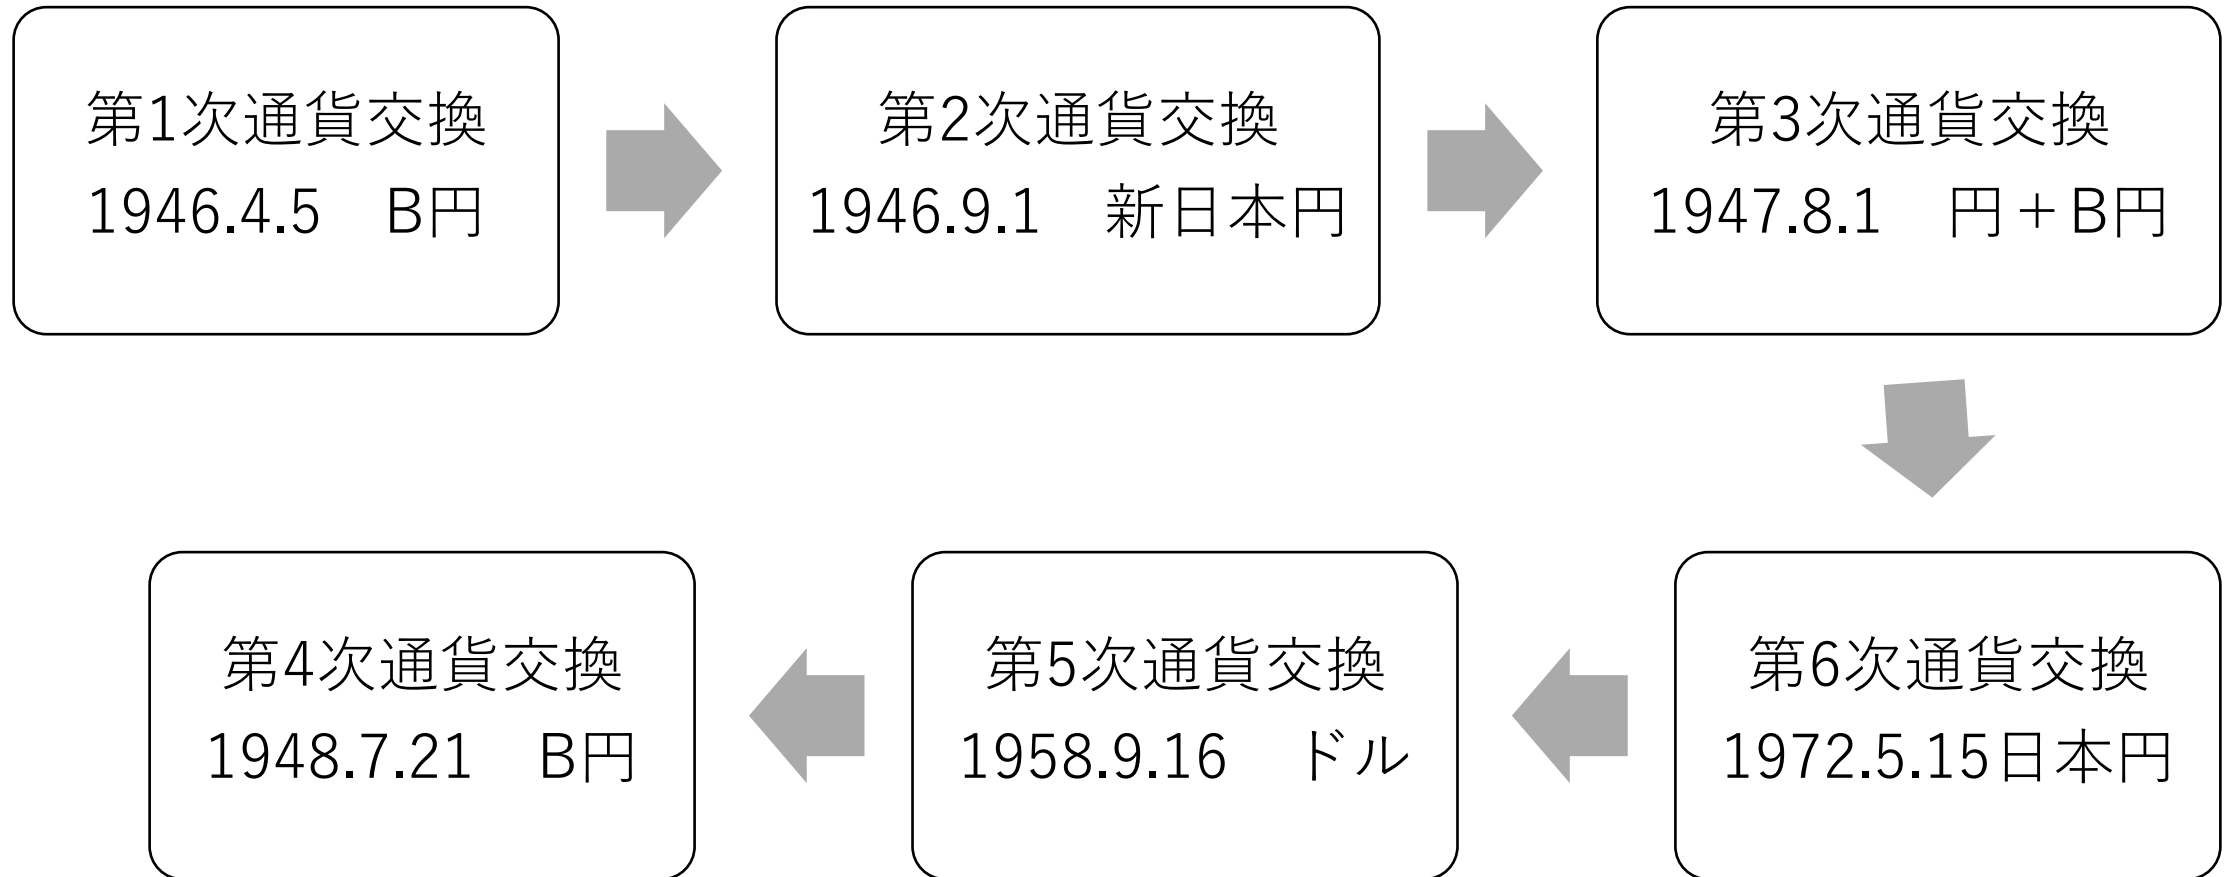 第1次通貨交換
1946.4.5　B円
第2次通貨交換
1946.9.1　新日本円
第3次通貨交換
1947.8.1　円＋B円
第4次通貨交換
1948.7.21　B円
第5次通貨交換
1958.9.16　ドル
第6次通貨交換
1972.5.15日本円